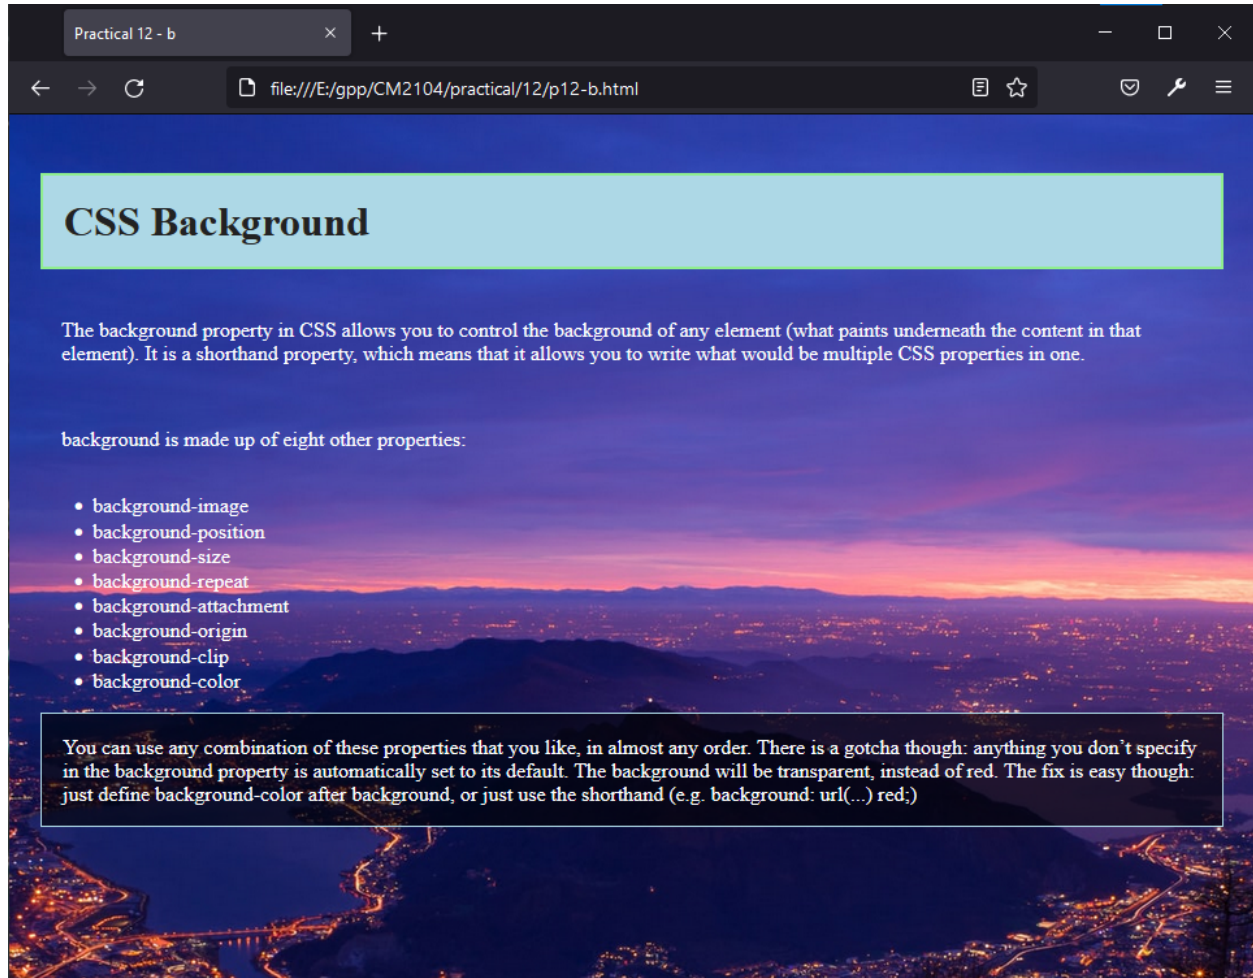 Practical 12 - b
file:///E:/gpp/CM2104/practical/12/p12-b.html
CSS Background
The background property in CSS allows you to control the background of any element (what paints underneath the content in that
element). It is a shorthand property, which means that it allows you to write what would be multiple CSS properties in one.
background is made up of eight other properties:
• background-image
• background-position
• background-size
• background-repeat
• background-attachment
• background-origin
• background-clip
• background-color
You can use any combination of these properties that you like, in almost any order. There is a gotcha though: anything you don’t specify
in the background property is automatically set to its default. The background will be transparent, instead of red. The fix is easy though:
just define background-color after background, or just use the shorthand (e.g. background: url(...) red;)